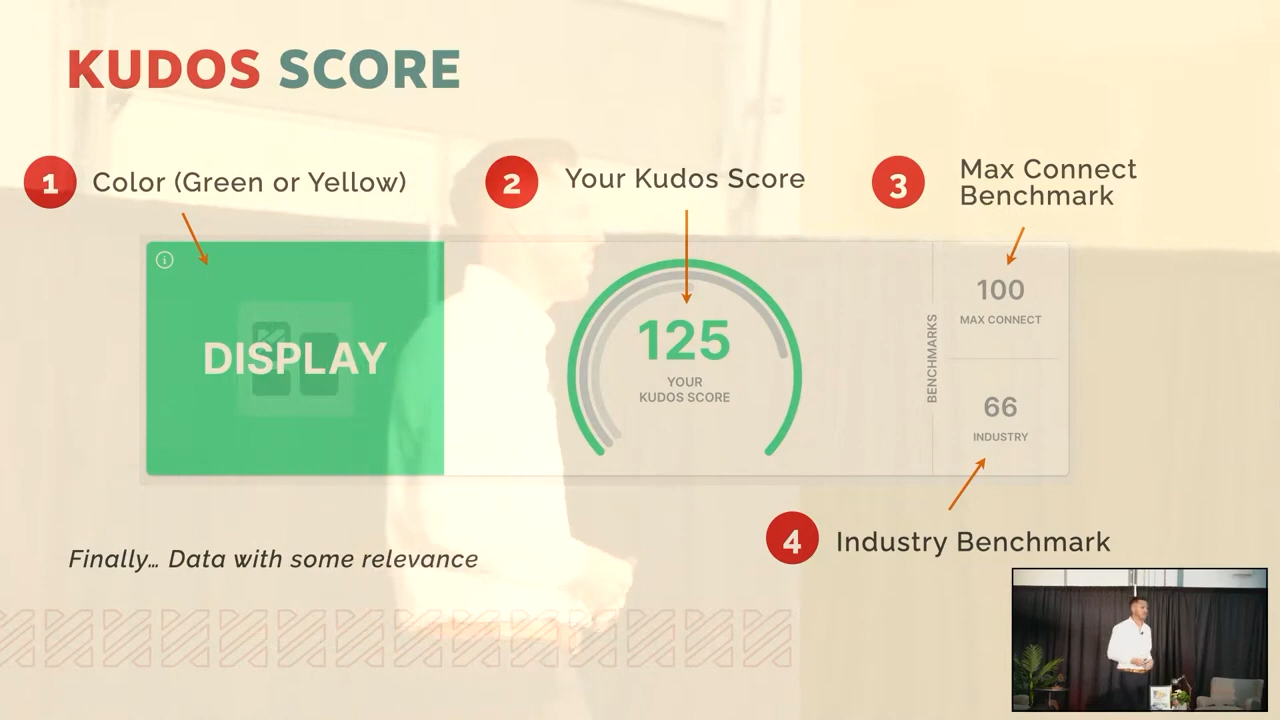 KUDOS SCORE
1 Color (Green or Yellow)
2 Your Kudos Score
3 Max Connect
Benchmark
i
DISPLAY
125
YOUR
KUDOS SCORE
BENCHMARKS
100
MAX CONNECT
66
INDUSTRY
4 Industry Benchmark
Finally... Data with some relevance